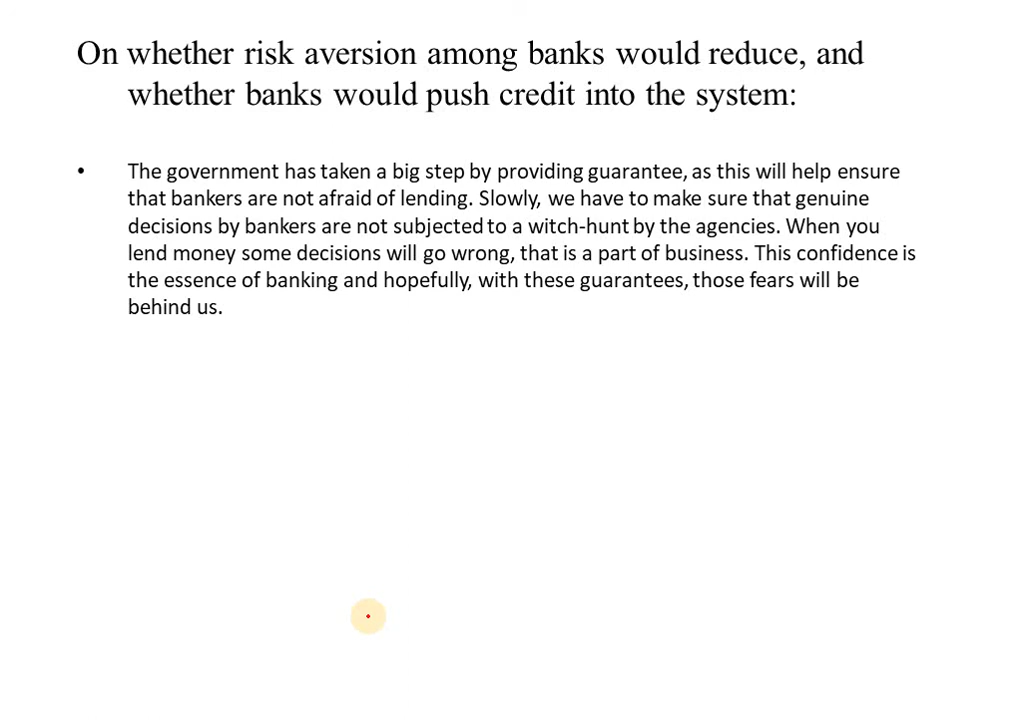 On whether risk aversion among banks would reduce, and
whether banks would push credit into the system:
• The government has taken a big step by providing guarantee, as this will help ensure
that bankers are not afraid of lending. Slowly, we have to make sure that genuine
decisions by bankers are not subjected to a witch-hunt by the agencies. When you
lend money some decisions will go wrong, that is a part of business. This confidence is
the essence of banking and hopefully, with these guarantees, those fears will be
behind us.